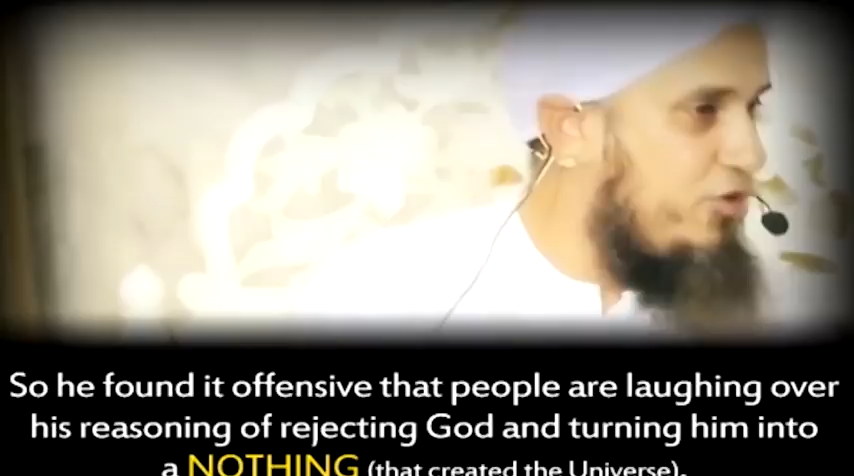 So he found it offensive that people are laughing over
his reasoning of rejecting God and turning him into
a NOTHING (that created the Universe).